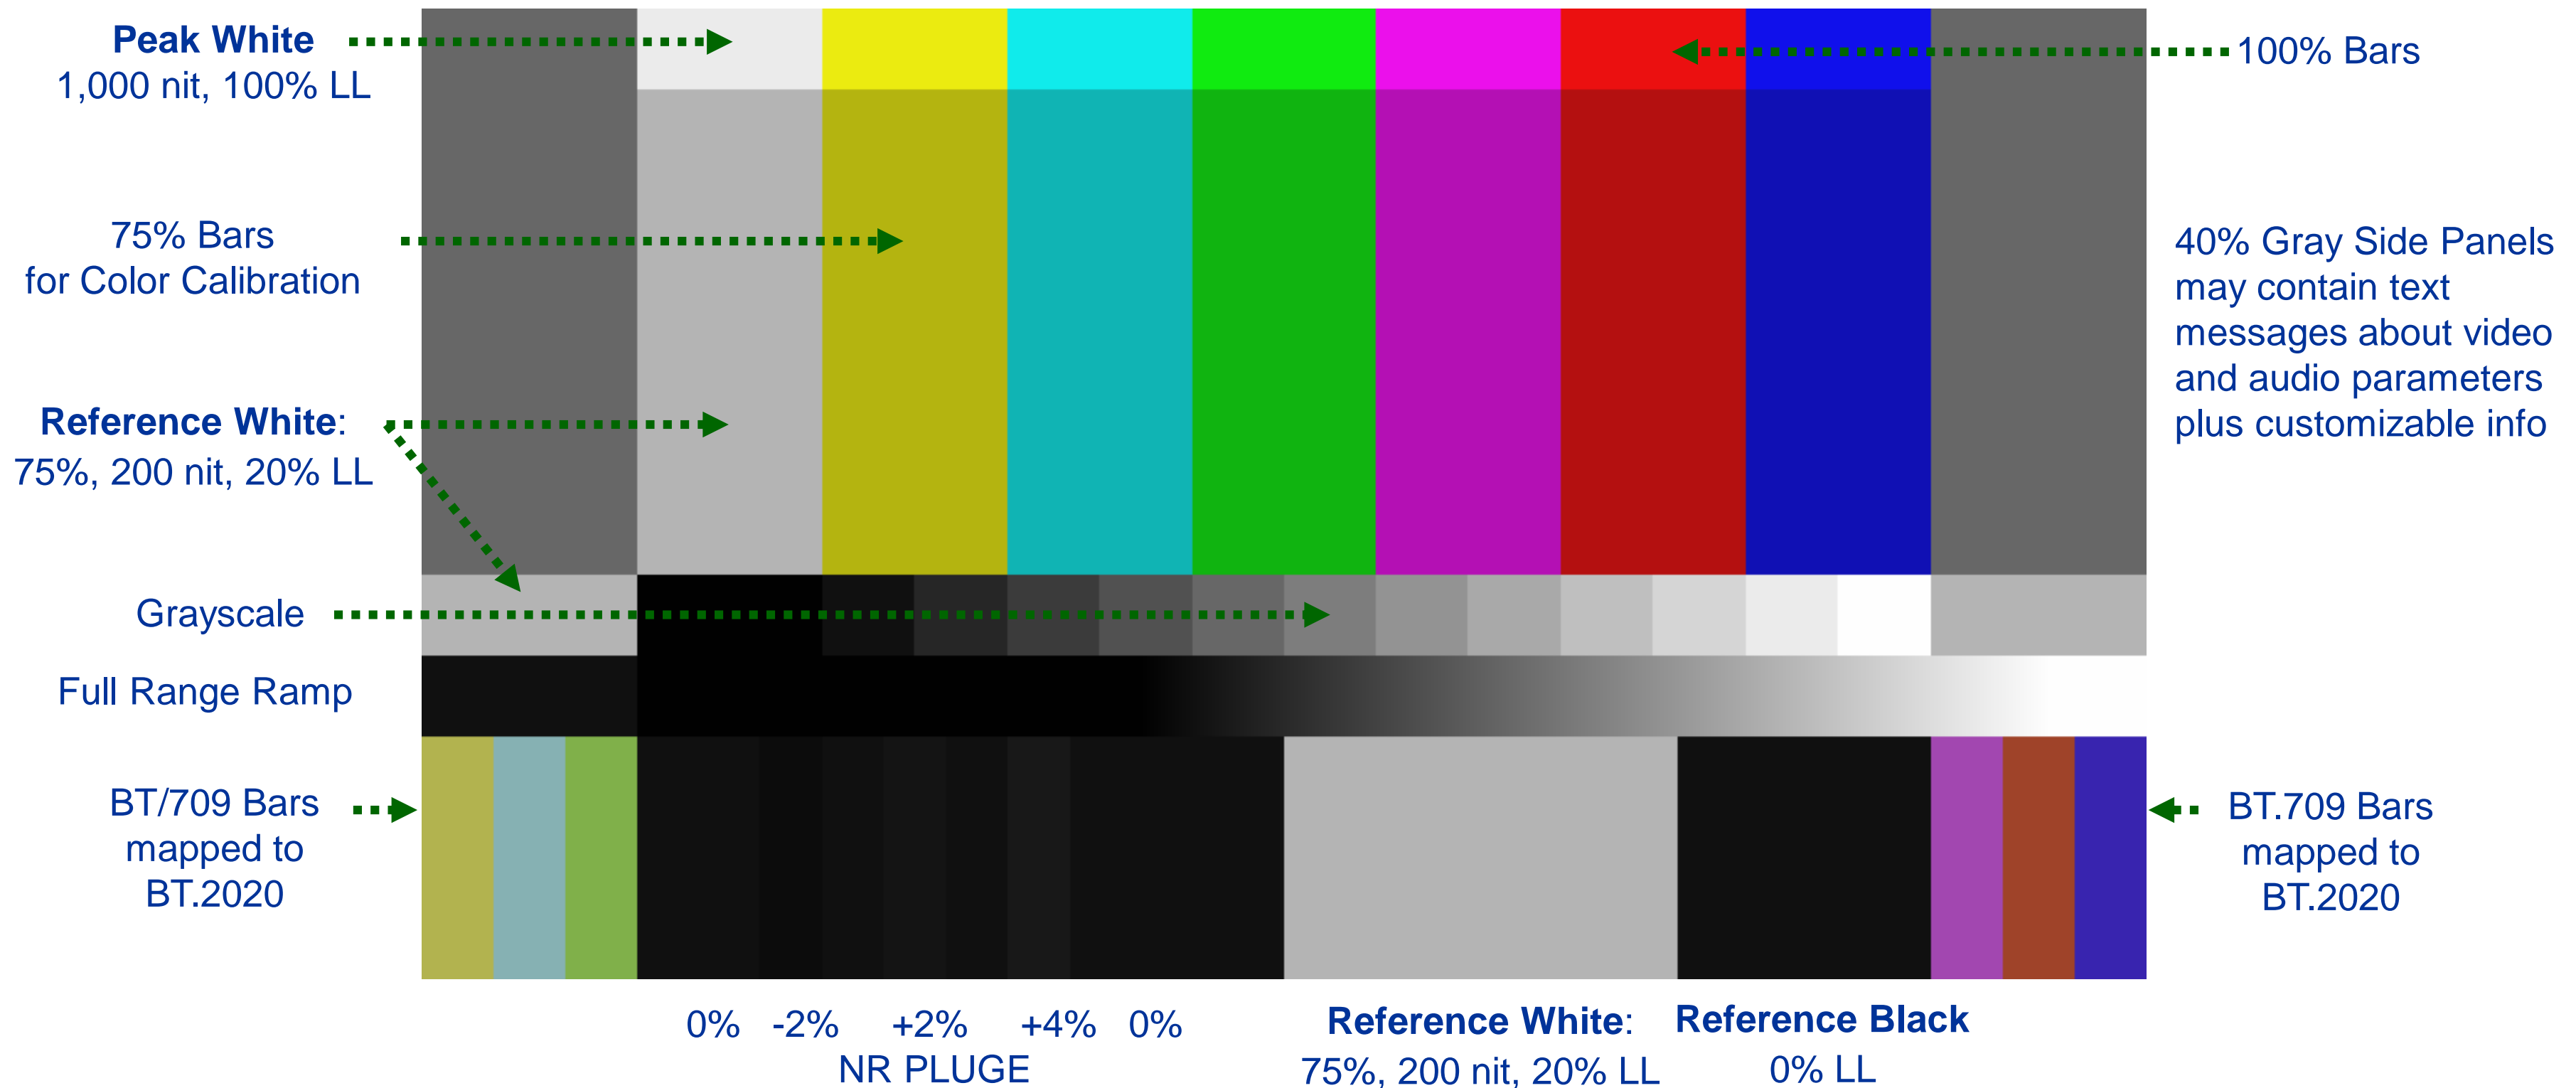 Peak White
1,000 nit, 100% LL
100% Bars
75% Bars
for Color Calibration
40% Gray Side Panels
may contain text
messages about video
and audio parameters
plus customizable info
Reference White:
75%, 200 nit, 20% LL
Grayscale
Full Range Ramp
BT/709 Bars
mapped to
BT.2020
BT.709 Bars
mapped to
BT.2020
0% -2% +2% +4% 0%
NR PLUGE
Reference White:
75%, 200 nit, 20% LL
Reference Black
0% LL